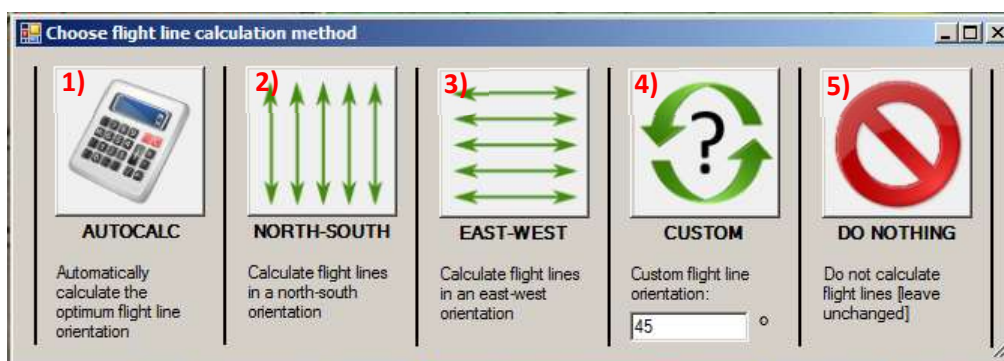 Choose flight line calculation method
1)
AUTOCALC
Automatically
calculate the
optimum flight line
orientation
2)
NORTH-SOUTH
Calculate flight lines
in a north-south
orientation
3)
EAST-WEST
Calculate flight lines
in an east-west
orientation
4)
?
CUSTOM
Custom flight line
orientation:
45 °
5)
DO NOTHING
Do not calculate
flight lines [leave
unchanged]